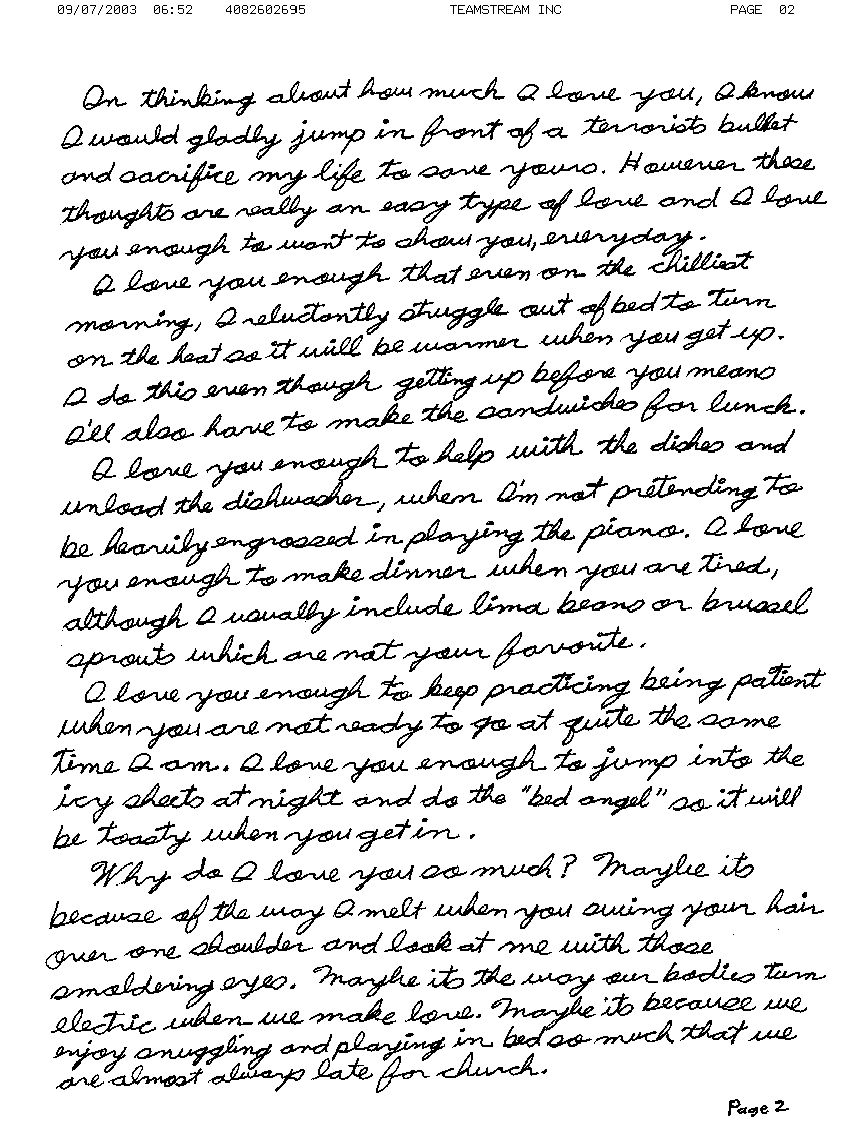 09/07/2003 06:52 4082602695 TEAMSTREAM INC PAGE 02
On thinking about how much I love you, I know
I would gladly jump in front of a terrorists bullet
and sacrifice my life to save yours. However these
thoughts are really an easy type of love and I love
you enough to want to show you, everyday.
I love you enough that even on the chilliest
morning, I reluctantly struggle out of bed to turn
on the heat so it will be warmer when you get up.
I do this even though getting up before you means
I'll also have to make the sandwiches for lunch.
I love you enough to help with the dishes and
unload the dishwasher, when I'm not pretending to
be heavily engrossed in playing the piano. I love
you enough to make dinner when you are tired,
although I usually include lima beans or brussel
sprouts which are not your favorite.
I love you enough to keep practicing being patient
when you are not ready to go at quite the same
time I am. I love you enough to jump into the
icy sheets at night and do the "bed angel" so it will
be toasty when you get in.
Why do I love you so much? Maybe its
because of the way I melt when you swing your hair
over one shoulder and look at me with those
smoldering eyes. Maybe its the way our bodies turn
electric when we make love. Maybe its because we
enjoy snuggling and playing in bed so much that we
are almost always late for church.
Page 2